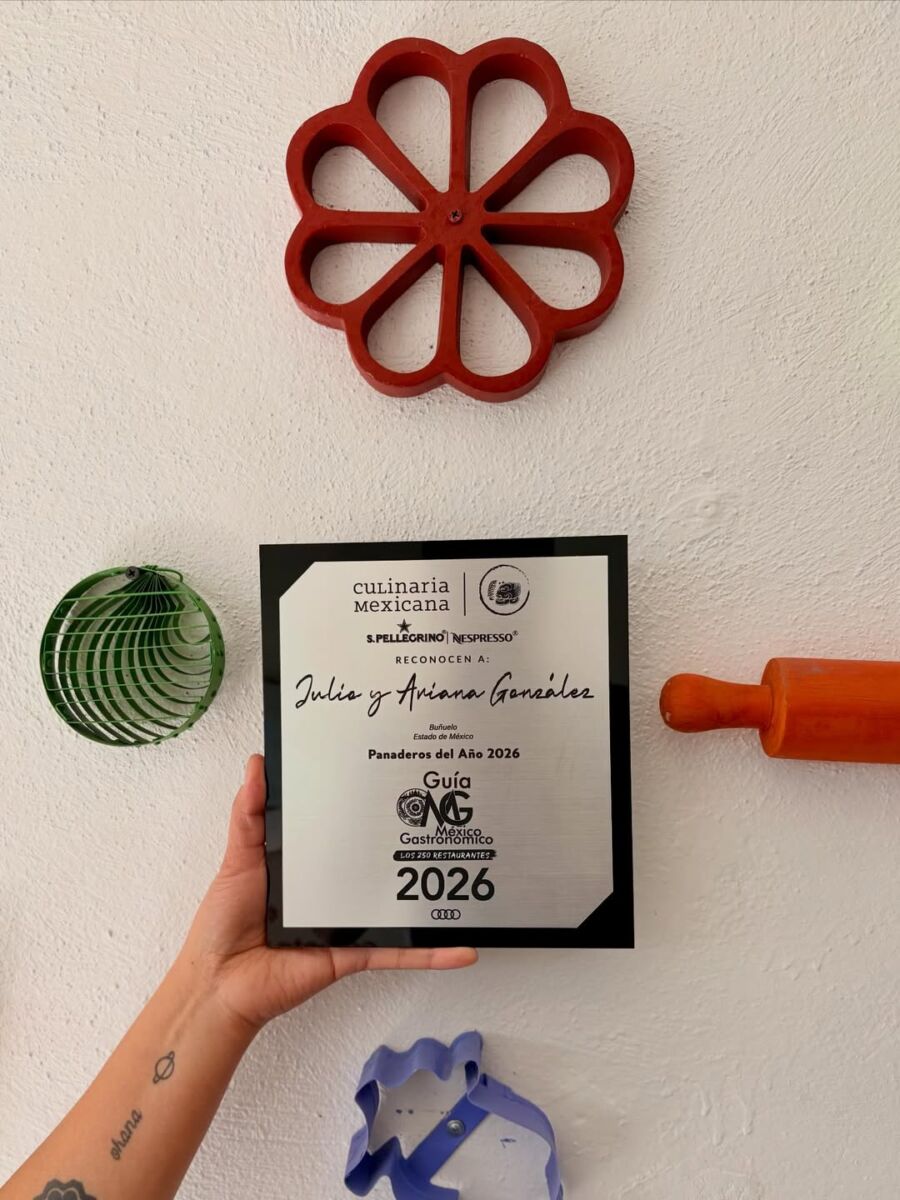 CULINARIA
MEXICANA
S.PELLEGRINO® | NESPRESSO®
RECONOCEN A:
Julio y Ariana González
Buñuelo
Estado de México
Panaderos del Año 2026
Guía
MG
México
Gastronómico
LOS 250 RESTAURANTES
2026
ohana